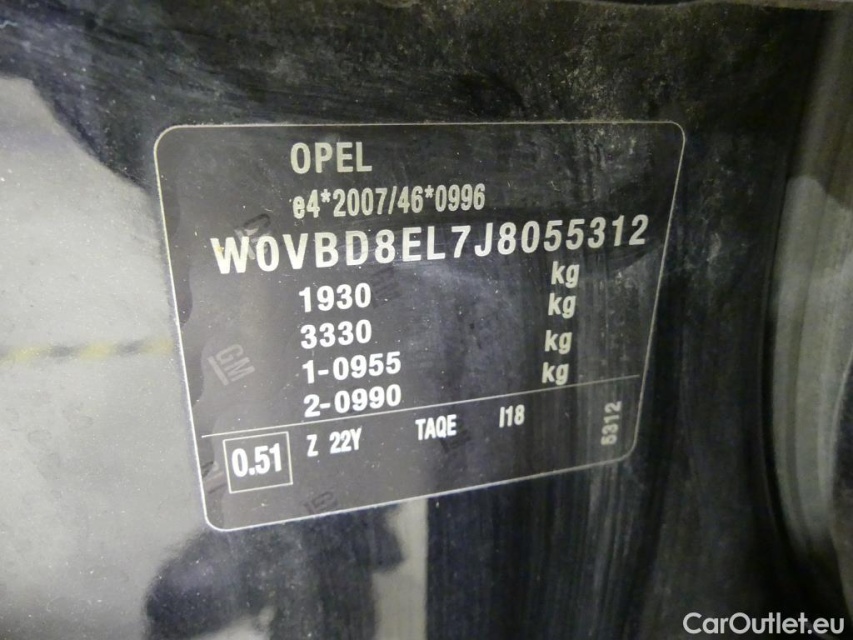 OPEL
e4*2007/46*0996
W0VBD8EL7J8055312
1930 kg
3330 kg
1-0955 kg
2-0990 kg
0.51 Z 22Y TAQE I18 5312
GM
CarOutlet.eu